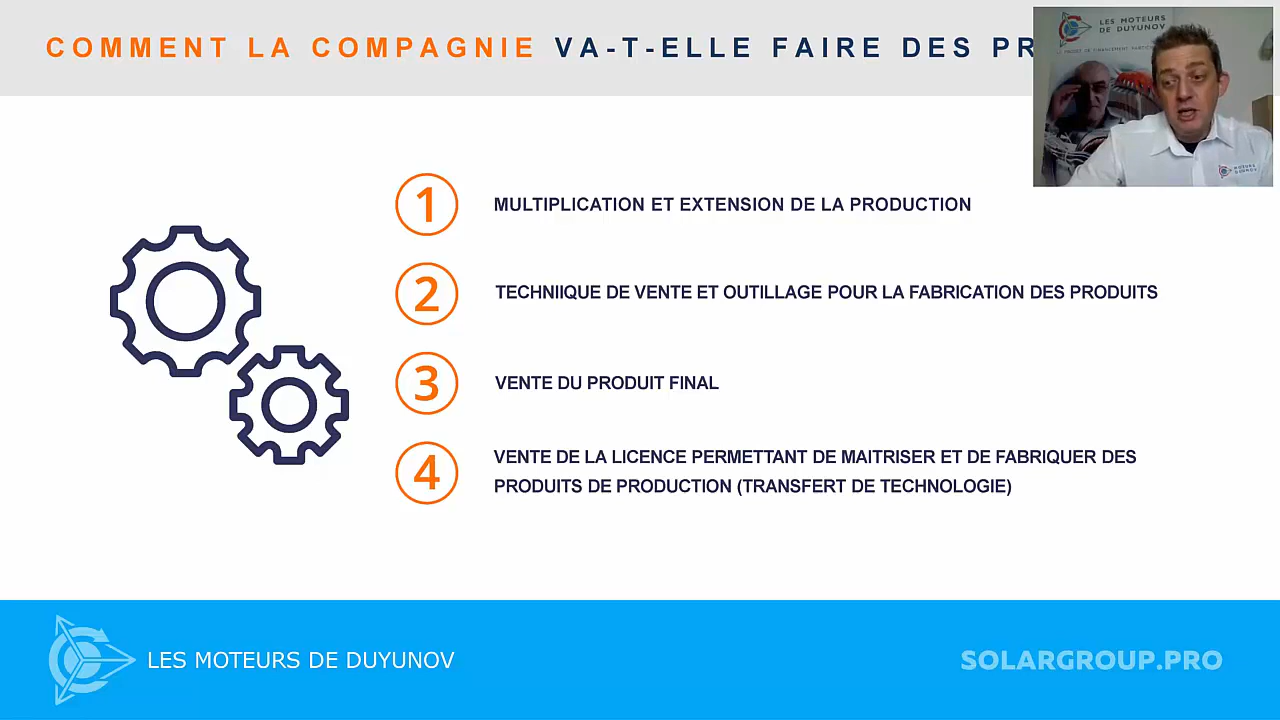 COMMENT LA COMPAGNIE VA-T-ELLE FAIRE DES PR
LES MOTEURS
DE DUYUNOV
1 MULTIPLICATION ET EXTENSION DE LA PRODUCTION
2 TECHNIIQUE DE VENTE ET OUTILLAGE POUR LA FABRICATION DES PRODUITS
3 VENTE DU PRODUIT FINAL
4 VENTE DE LA LICENCE PERMETTANT DE MAITRISER ET DE FABRIQUER DES
PRODUITS DE PRODUCTION (TRANSFERT DE TECHNOLOGIE)
LES MOTEURS DE DUYUNOV
SOLARGROUP.PRO